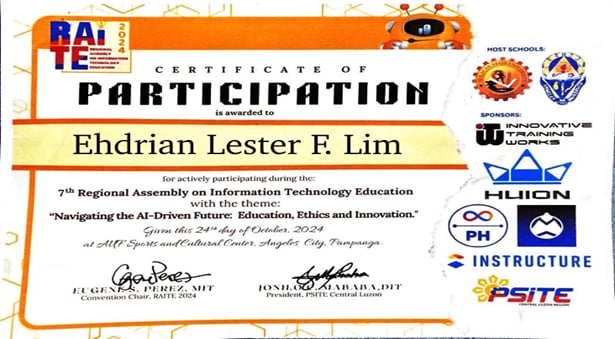 RAiTE 2024
REGIONAL ASSEMBLY
ON INFORMATION
TECHNOLOGY
EDUCATION
CERTIFICATE OF
PARTICIPATION
is awarded to
Ehdrian Lester F. Lim
for actively participating during the:
7th Regional Assembly on Information Technology Education
with the theme:
“Navigating the AI-Driven Future: Education, Ethics and Innovation."
Given this 24th day of October, 2024
at AUF Sports and Cultural Center, Angeles City, Pampanga.
EUGENE S. PEREZ, MIT
Convention Chair, RAITE 2024
MABABA, DIT
President, PSITE Central Luzon
HOST SCHOOLS:
SPONSORS:
INNOVATIVE
TRAINING
WORKS
HUION
PH
INSTRUCTURE
PSiTE
CENTRAL LUZON REGION